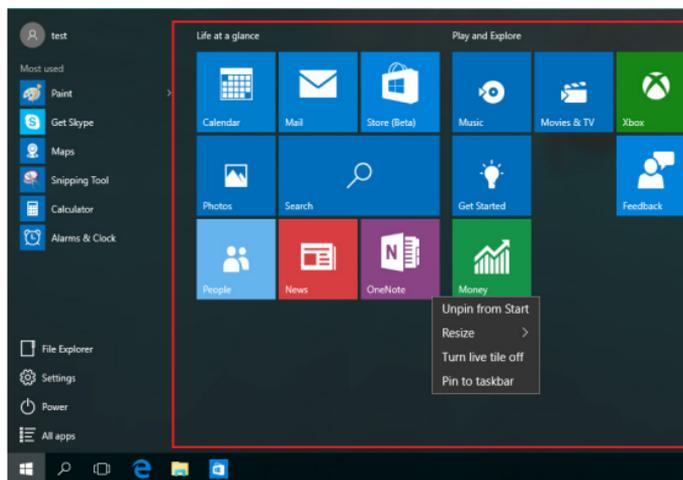 test
Most used
Paint
Get Skype
Maps
Snipping Tool
Calculator
Alarms & Clock
File Explorer
Settings
Power
All apps
Life at a glance
Calendar
Mail
Store (Beta)
Photos
Search
People
News
OneNote
Play and Explore
Music
Movies & TV
Xbox
Get Started
Feedback
Money
Unpin from Start
Resize
Turn live tile off
Pin to taskbar